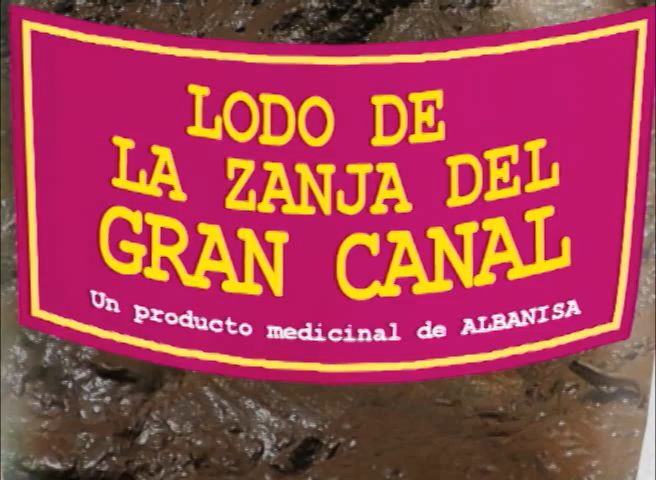 LODO DE
LA ZANJA DEL
GRAN CANAL
Un producto medicinal de ALBANISA